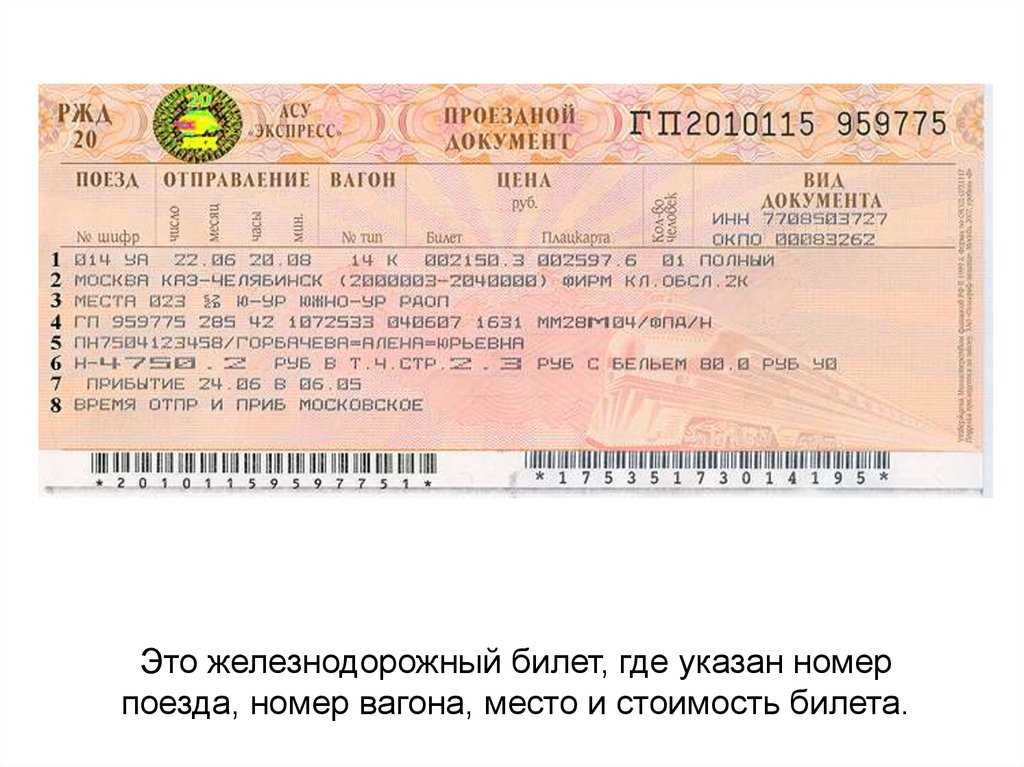 РЖД
20
20
АСУ
«ЭКСПРЕСС»
ПРОЕЗДНОЙ
ДОКУМЕНТ
ГП2010115 959775
ПОЕЗД ОТПРАВЛЕНИЕ ВАГОН ЦЕНА ВИД
руб. ДОКУМЕНТА
число месяц часы мин. Кол-во человек
ИНН 7708503727
№ шифр № тип Билет Плацкарта ОКПО 00083262
1 014 УА 22.06 20.08 14 К 002150.3 002597.6 01 ПОЛНЫЙ
2 МОСКВА КАЗ-ЧЕЛЯБИНСК (2000003-2040000) ФИРМ КЛ.ОБСЛ.2К
3 МЕСТА 023 Ю-УР ЮЖНО-УР РАОП
4 ГП 959775 285 42 1072533 040607 1631 ММ28М04/ФПА/Н
5 ПН7504123458/ГОРБАЧЕВА=АЛЕНА=ЮРЬЕВНА
6 Н-4750.2 РУБ В Т.Ч.СТР.2.3 РУБ С БЕЛЬЕМ 80.0 РУБ У0
7 ПРИБЫТИЕ 24.06 В 06.05
8 ВРЕМЯ ОТПР И ПРИБ МОСКОВСКОЕ
*20101159597751*
*17535173014195*
Это железнодорожный билет, где указан номер
поезда, номер вагона, место и стоимость билета.